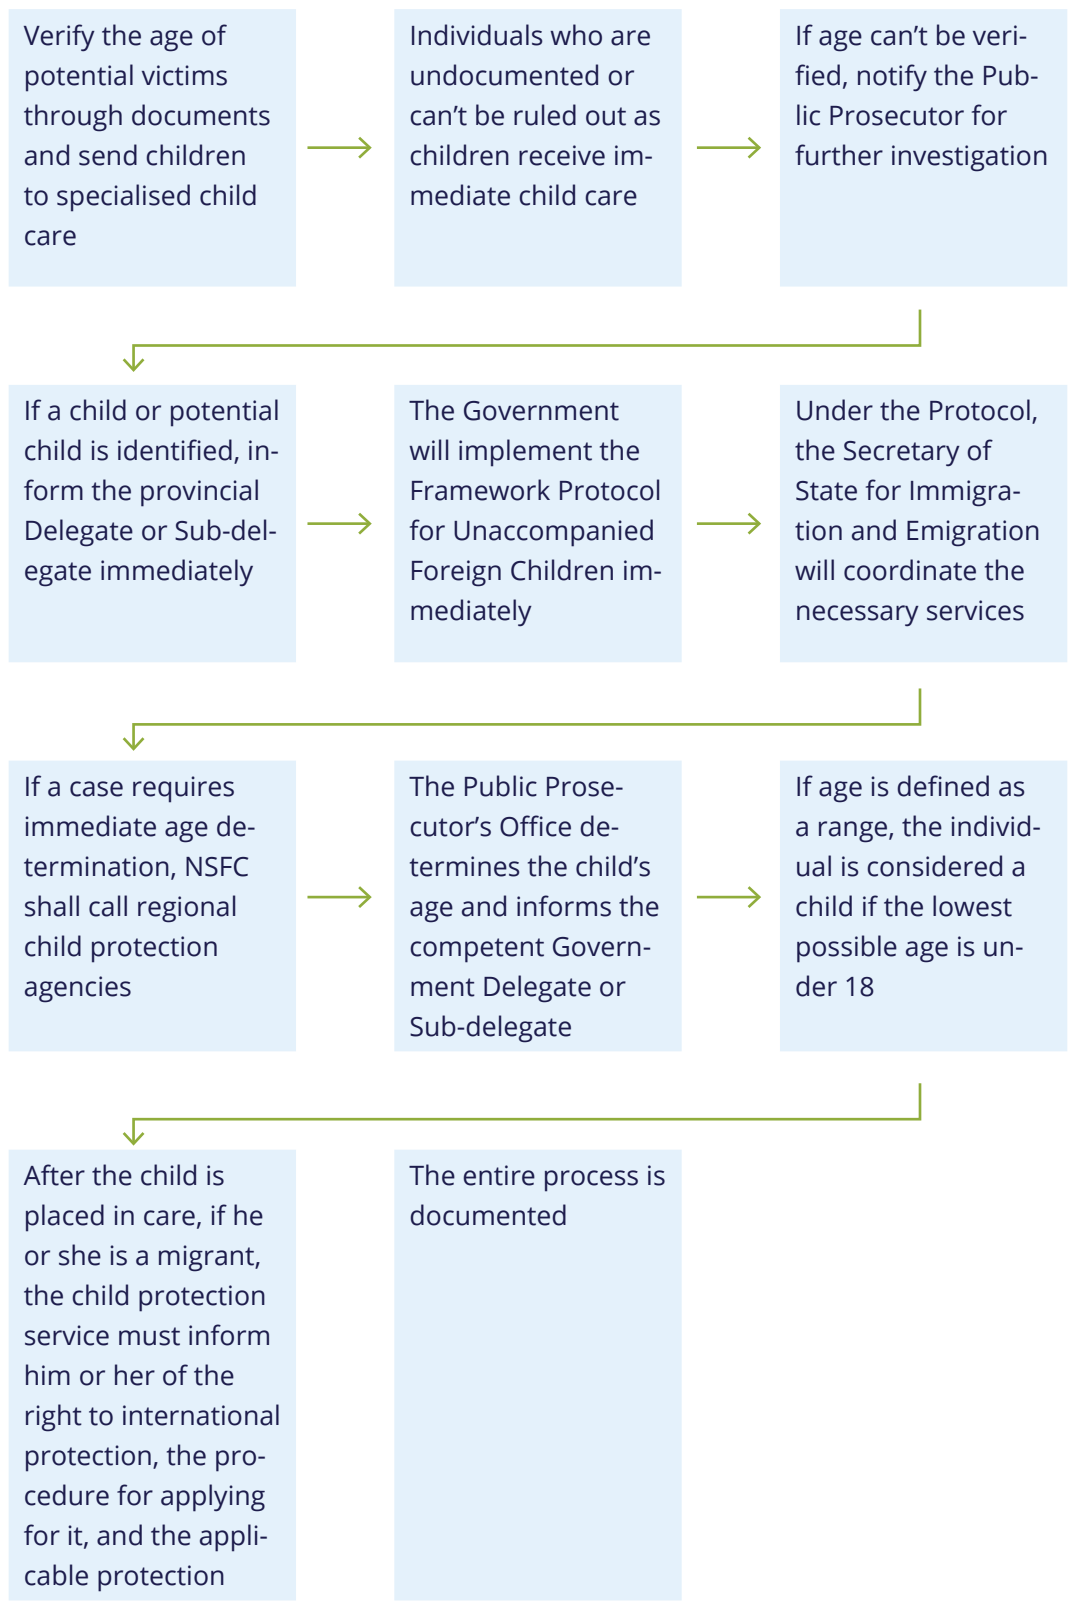 Verify the age of
potential victims
through documents
and send children
to specialised child
care
Individuals who are
undocumented or
can’t be ruled out as
children receive im-
mediate child care
If age can’t be veri-
fied, notify the Pub-
lic Prosecutor for
further investigation
If a child or potential
child is identified, in-
form the provincial
Delegate or Sub-del-
egate immediately
The Government
will implement the
Framework Protocol
for Unaccompanied
Foreign Children im-
mediately
Under the Protocol,
the Secretary of
State for Immigra-
tion and Emigration
will coordinate the
necessary services
If a case requires
immediate age de-
termination, NSFC
shall call regional
child protection
agencies
The Public Prose-
cutor’s Office de-
termines the child’s
age and informs the
competent Govern-
ment Delegate or
Sub-delegate
If age is defined as
a range, the individ-
ual is considered a
child if the lowest
possible age is un-
der 18
After the child is
placed in care, if he
or she is a migrant,
the child protection
service must inform
him or her of the
right to international
protection, the pro-
cedure for applying
for it, and the appli-
cable protection
The entire process is
documented